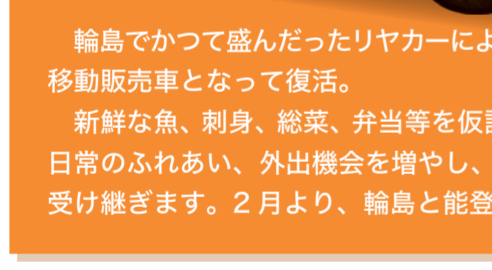 輪島でかつて盛んだったリヤカーによ
移動販売車となって復活。
新鮮な魚、刺身、総菜、弁当等を仮設
日常のふれあい、外出機会を増やし、
受け継ぎます。2月より、輪島と能登